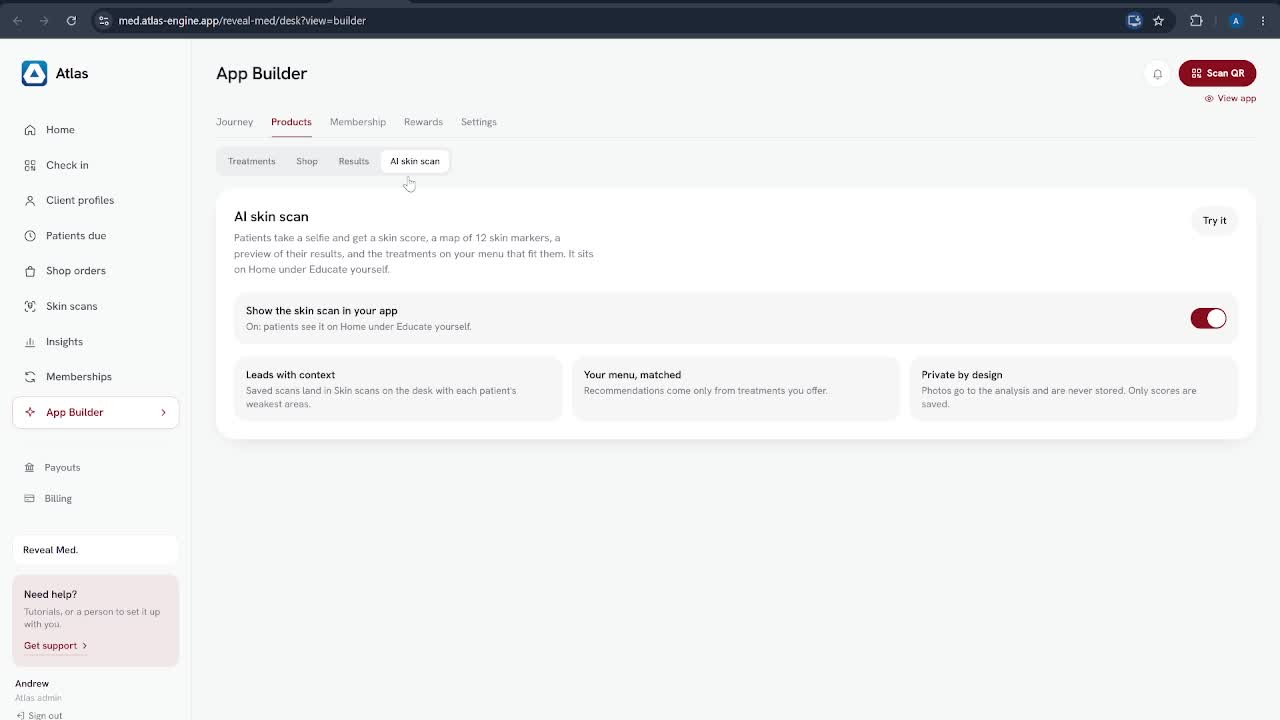 med.atlas-engine.app/reveal-med/desk?view=builder
A
Atlas
App Builder
Scan QR
View app
Home
Check in
Client profiles
Patients due
Shop orders
Skin scans
Insights
Memberships
App Builder
Payouts
Billing
Reveal Med.
Need help?
Tutorials, or a person to set it up
with you.
Get support
Andrew
Atlas admin
Sign out
Journey
Products
Membership
Rewards
Settings
Treatments
Shop
Results
AI skin scan
AI skin scan
Try it
Patients take a selfie and get a skin score, a map of 12 skin markers, a
preview of their results, and the treatments on your menu that fit them. It sits
on Home under Educate yourself.
Show the skin scan in your app
On: patients see it on Home under Educate yourself.
Leads with context
Saved scans land in Skin scans on the desk with each patient's
weakest areas.
Your menu, matched
Recommendations come only from treatments you offer.
Private by design
Photos go to the analysis and are never stored. Only scores are
saved.